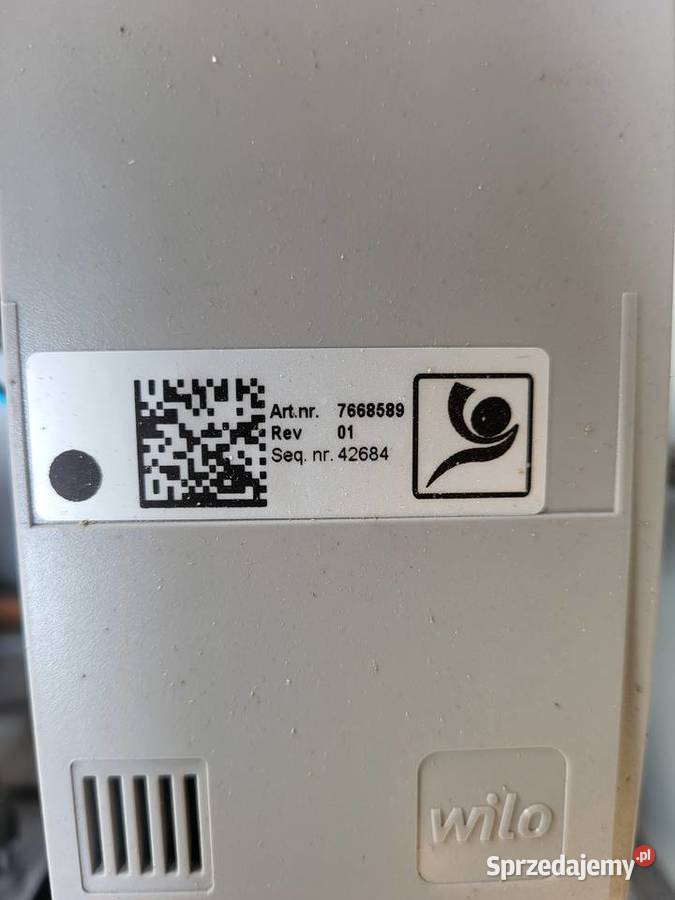 Art.nr. 7668589
Rev 01
Seq. nr. 42684
wilo
Sprzedajemy.pl